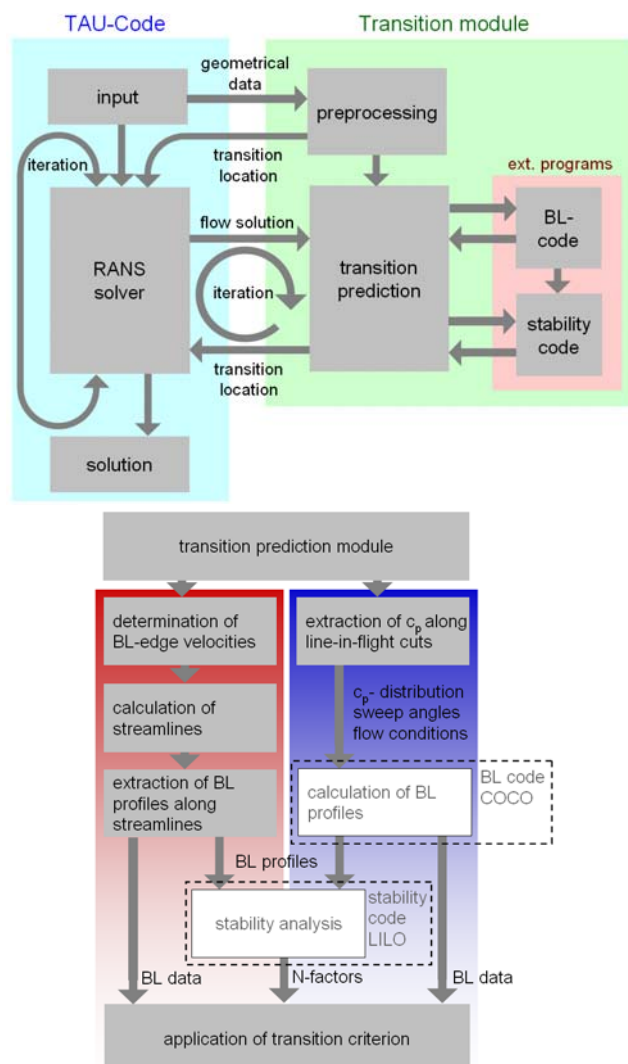 TAU-Code
Transition module
input
geometrical
data
preprocessing
iteration
transition
location
ext. programs
RANS
solver
flow solution
iteration
transition
prediction
BL-
code
stability
code
transition
location
solution
transition prediction module
determination of
BL-edge velocities
extraction of cp along
line-in-flight cuts
calculation of
streamlines
cp- distribution
sweep angles
flow conditions
extraction of BL
profiles along
streamlines
calculation of BL
profiles
BL code
COCO
BL profiles
stability analysis
stability
code
LILO
BL data
N-factors
BL data
application of transition criterion